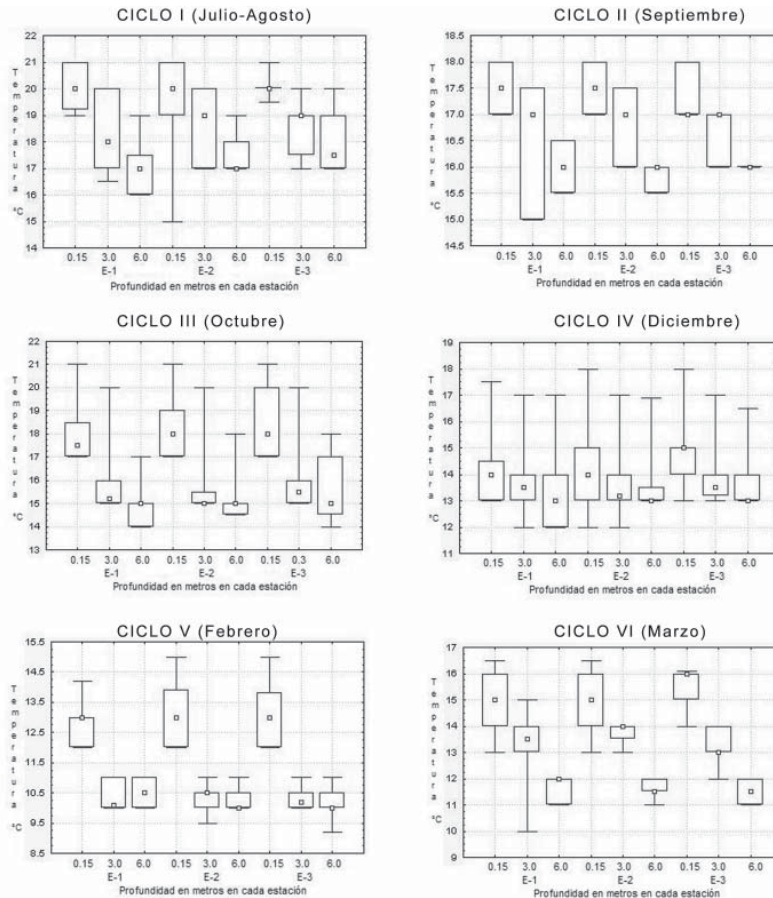 CICLO I (Julio-Agosto)
Temperatura °C
22
21
20
19
18
17
16
15
14
0.15 3.0 6.0 0.15 3.0 6.0 0.15 3.0 6.0
E-1 E-2 E-3
Profundidad en metros en cada estación
CICLO II (Septiembre)
Temperatura °C
18.5
18.0
17.5
17.0
16.5
16.0
15.5
15.0
14.5
0.15 3.0 6.0 0.15 3.0 6.0 0.15 3.0 6.0
E-1 E-2 E-3
Profundidad en metros en cada estación
CICLO III (Octubre)
Temperatura °C
22
21
20
19
18
17
16
15
14
13
0.15 3.0 6.0 0.15 3.0 6.0 0.15 0.3 6.0
E-1 E-2 E-3
Profundidad en metros en cada estación
CICLO IV (Diciembre)
Temperatura °C
19
18
17
16
15
14
13
12
11
0.15 3.0 6.0 0.15 3.0 6.0 0.15 3.0 6.0
E-1 E-2 E-3
Profundidad en metros en cada estación
CICLO V (Febrero)
Temperatura °C
15.5
14.5
13.5
12.5
11.5
10.5
9.5
8.5
0.15 3.0 6.0 0.15 3.0 6.0 0.15 3.0 6.0
E-1 E-2 E-3
Profundidad en metros en cada estación
CICLO VI (Marzo)
Temperatura °C
17
16
15
14
13
12
11
10
9
0.15 3.0 6.0 0.15 3.0 6.0 0.15 3.0 6.0
E-1 E-2 E-3
Profundidad en metros en cada estación